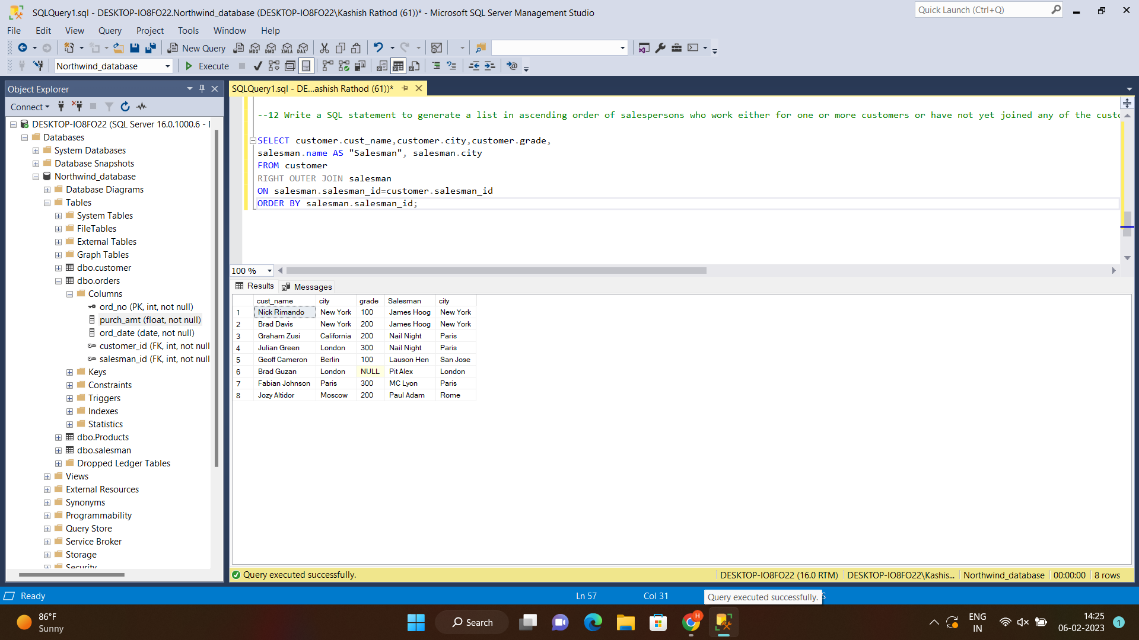 SQLQuery1.sql - DESKTOP-IO8FO22.Northwind_database (DESKTOP-IO8FO22\Kashish Rathod (61))* - Microsoft SQL Server Management Studio
Quick Launch (Ctrl+Q)
File Edit View Query Project Tools Window Help
New Query
Northwind_database
Execute
Object Explorer
SQLQuery1.sql - DE...ashish Rathod (61))*
Connect
DESKTOP-IO8FO22 (SQL Server 16.0.1000.6 - I
Databases
System Databases
Database Snapshots
Northwind_database
Database Diagrams
Tables
System Tables
FileTables
External Tables
Graph Tables
dbo.customer
dbo.orders
Columns
ord_no (PK, int, not null)
purch_amt (float, not null)
ord_date (date, not null)
customer_id (FK, int, not null
salesman_id (FK, int, not null
Keys
Constraints
Triggers
Indexes
Statistics
dbo.Products
dbo.salesman
Dropped Ledger Tables
Views
External Resources
Synonyms
Programmability
Query Store
Service Broker
Storage
Security
--12 Write a SQL statement to generate a list in ascending order of salespersons who work either for one or more customers or have not yet joined any of the custo
SELECT customer.cust_name,customer.city,customer.grade,
salesman.name AS "Salesman", salesman.city
FROM customer
RIGHT OUTER JOIN salesman
ON salesman.salesman_id=customer.salesman_id
ORDER BY salesman.salesman_id;
100 %
Results Messages
cust_name city grade Salesman city
1 Nick Rimando New York 100 James Hoog New York
2 Brad Davis New York 200 James Hoog New York
3 Graham Zusi California 200 Nail Night Paris
4 Julian Green London 300 Nail Night Paris
5 Geoff Cameron Berlin 100 Lauson Hen San Jose
6 Brad Guzan London NULL Pit Alex London
7 Fabian Johnson Paris 300 MC Lyon Paris
8 Jozy Altidor Moscow 200 Paul Adam Rome
Query executed successfully.
DESKTOP-IO8FO22 (16.0 RTM) DESKTOP-IO8FO22\Kashis... Northwind_database 00:00:00 8 rows
Ready
Ln 57
Col 31
Query executed successfully.
86°F
Sunny
Search
ENG
IN
14:25
06-02-2023
1